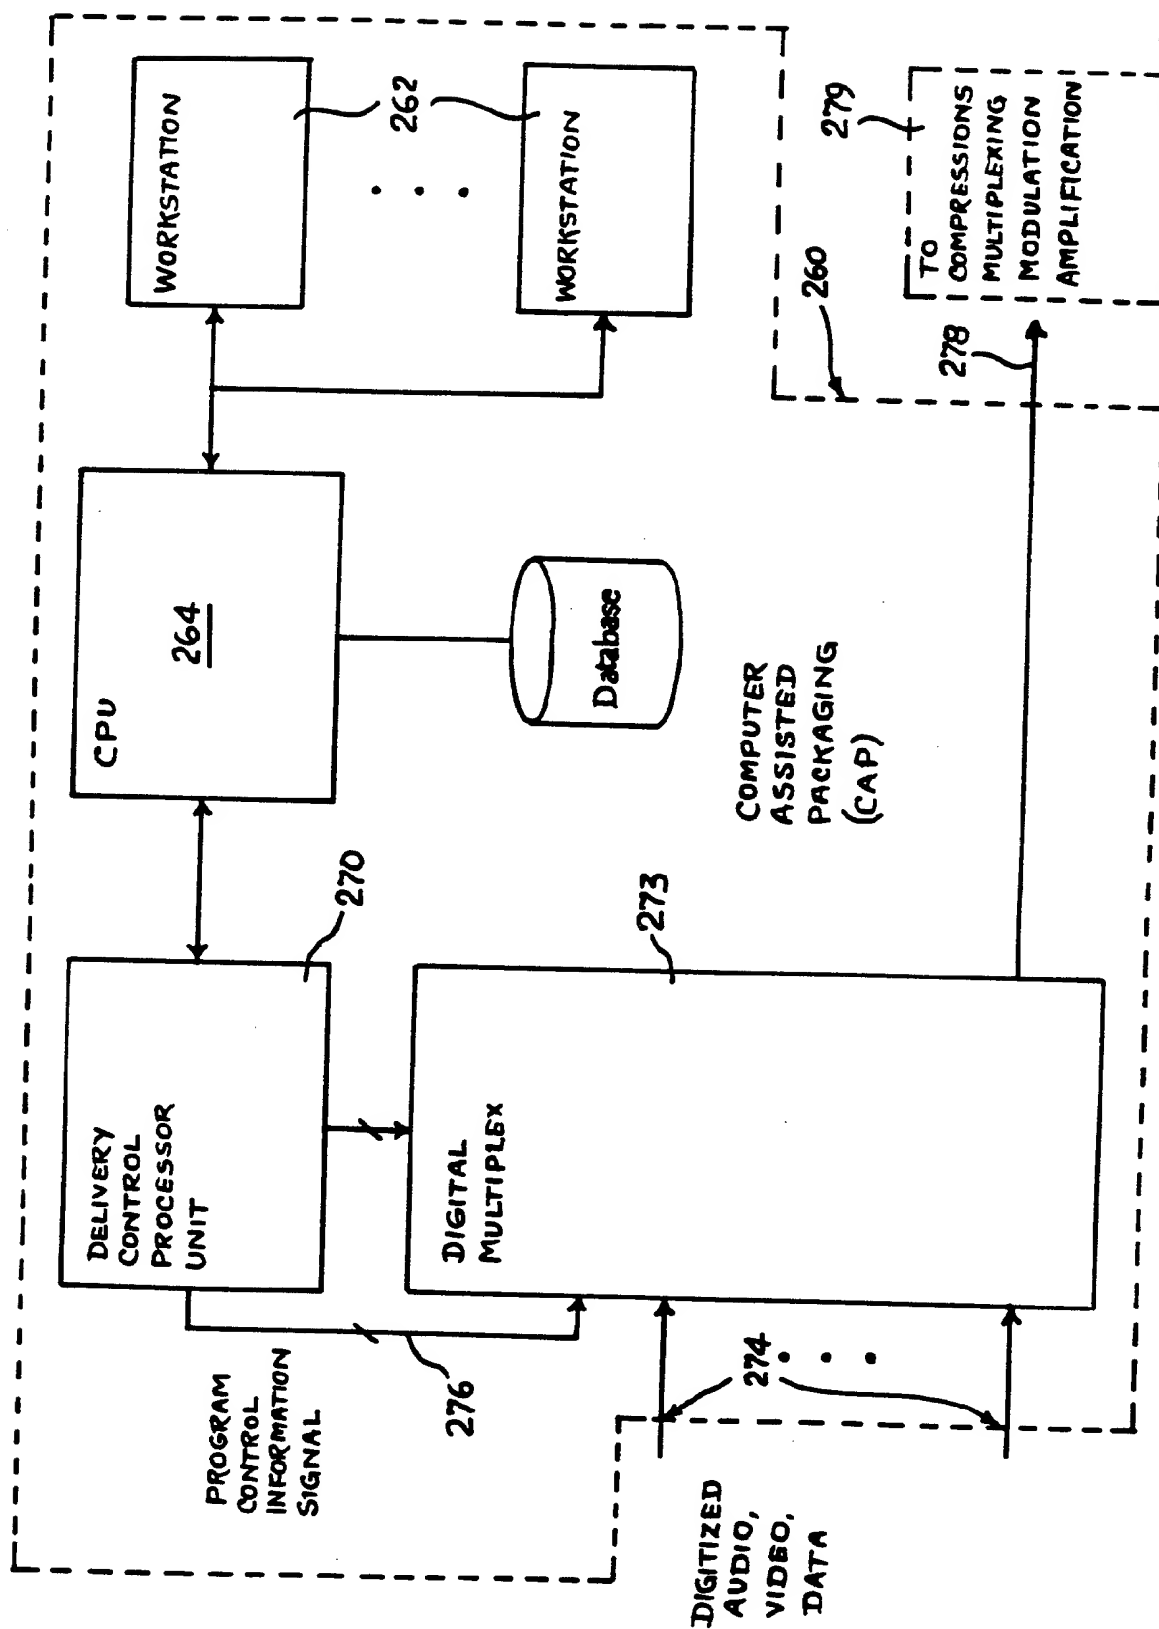 WORKSTATION
262
WORKSTATION
CPU
264
Database
DELIVERY
CONTROL
PROCESSOR
UNIT
270
PROGRAM
CONTROL
INFORMATION
SIGNAL
276
DIGITAL
MULTIPLEX
273
COMPUTER
ASSISTED
PACKAGING
(CAP)
DIGITIZED
AUDIO,
VIDEO,
DATA
274
260
278
279
TO
COMPRESSIONS
MULTIPLEXING
MODULATION
AMPLIFICATION